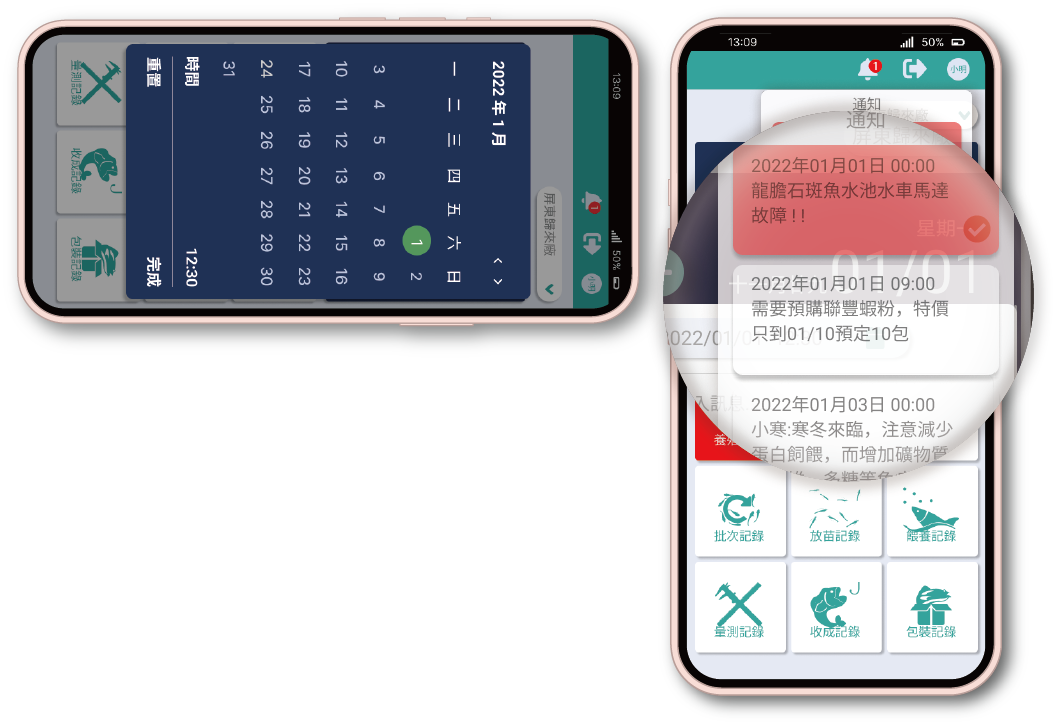 13:09
50%
1
小明
屏東歸來廠
2022 年 1 月
一 二 三 四 五 六 日
1 2
3 4 5 6 7 8 9
10 11 12 13 14 15 16
17 18 19 20 21 22 23
24 25 26 27 28 29 30
31
時間 12:30
重置 完成
量測記錄
收成記錄
包裝記錄
13:09
50%
1
小明
通知
通知
屏東歸來廠
2022年01月01日 00:00
龍膽石斑魚水池水車馬達
故障 ! !
星期一
01/01
2022年01月01日 09:00
需要預購聯豐蝦粉，特價
只到01/10預定10包
2022/01/0
入訊息
2022年01月03日 00:00
小寒:寒冬來臨，注意減少
蛋白飼餵，而增加礦物質
批次記錄
放苗記錄
餵養記錄
量測記錄
收成記錄
包裝記錄